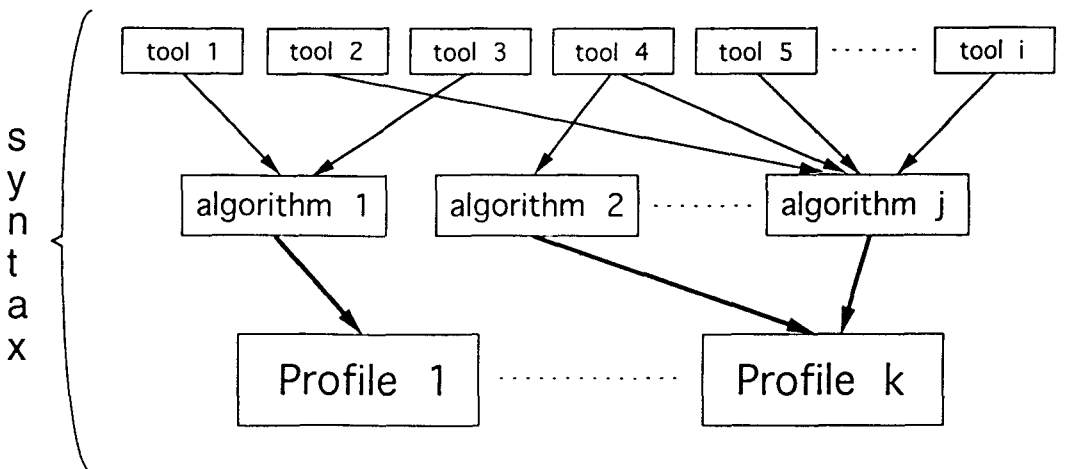 tool 1
tool 2
tool 3
tool 4
tool 5
tool i
syntax
algorithm 1
algorithm 2
algorithm j
Profile 1
Profile k